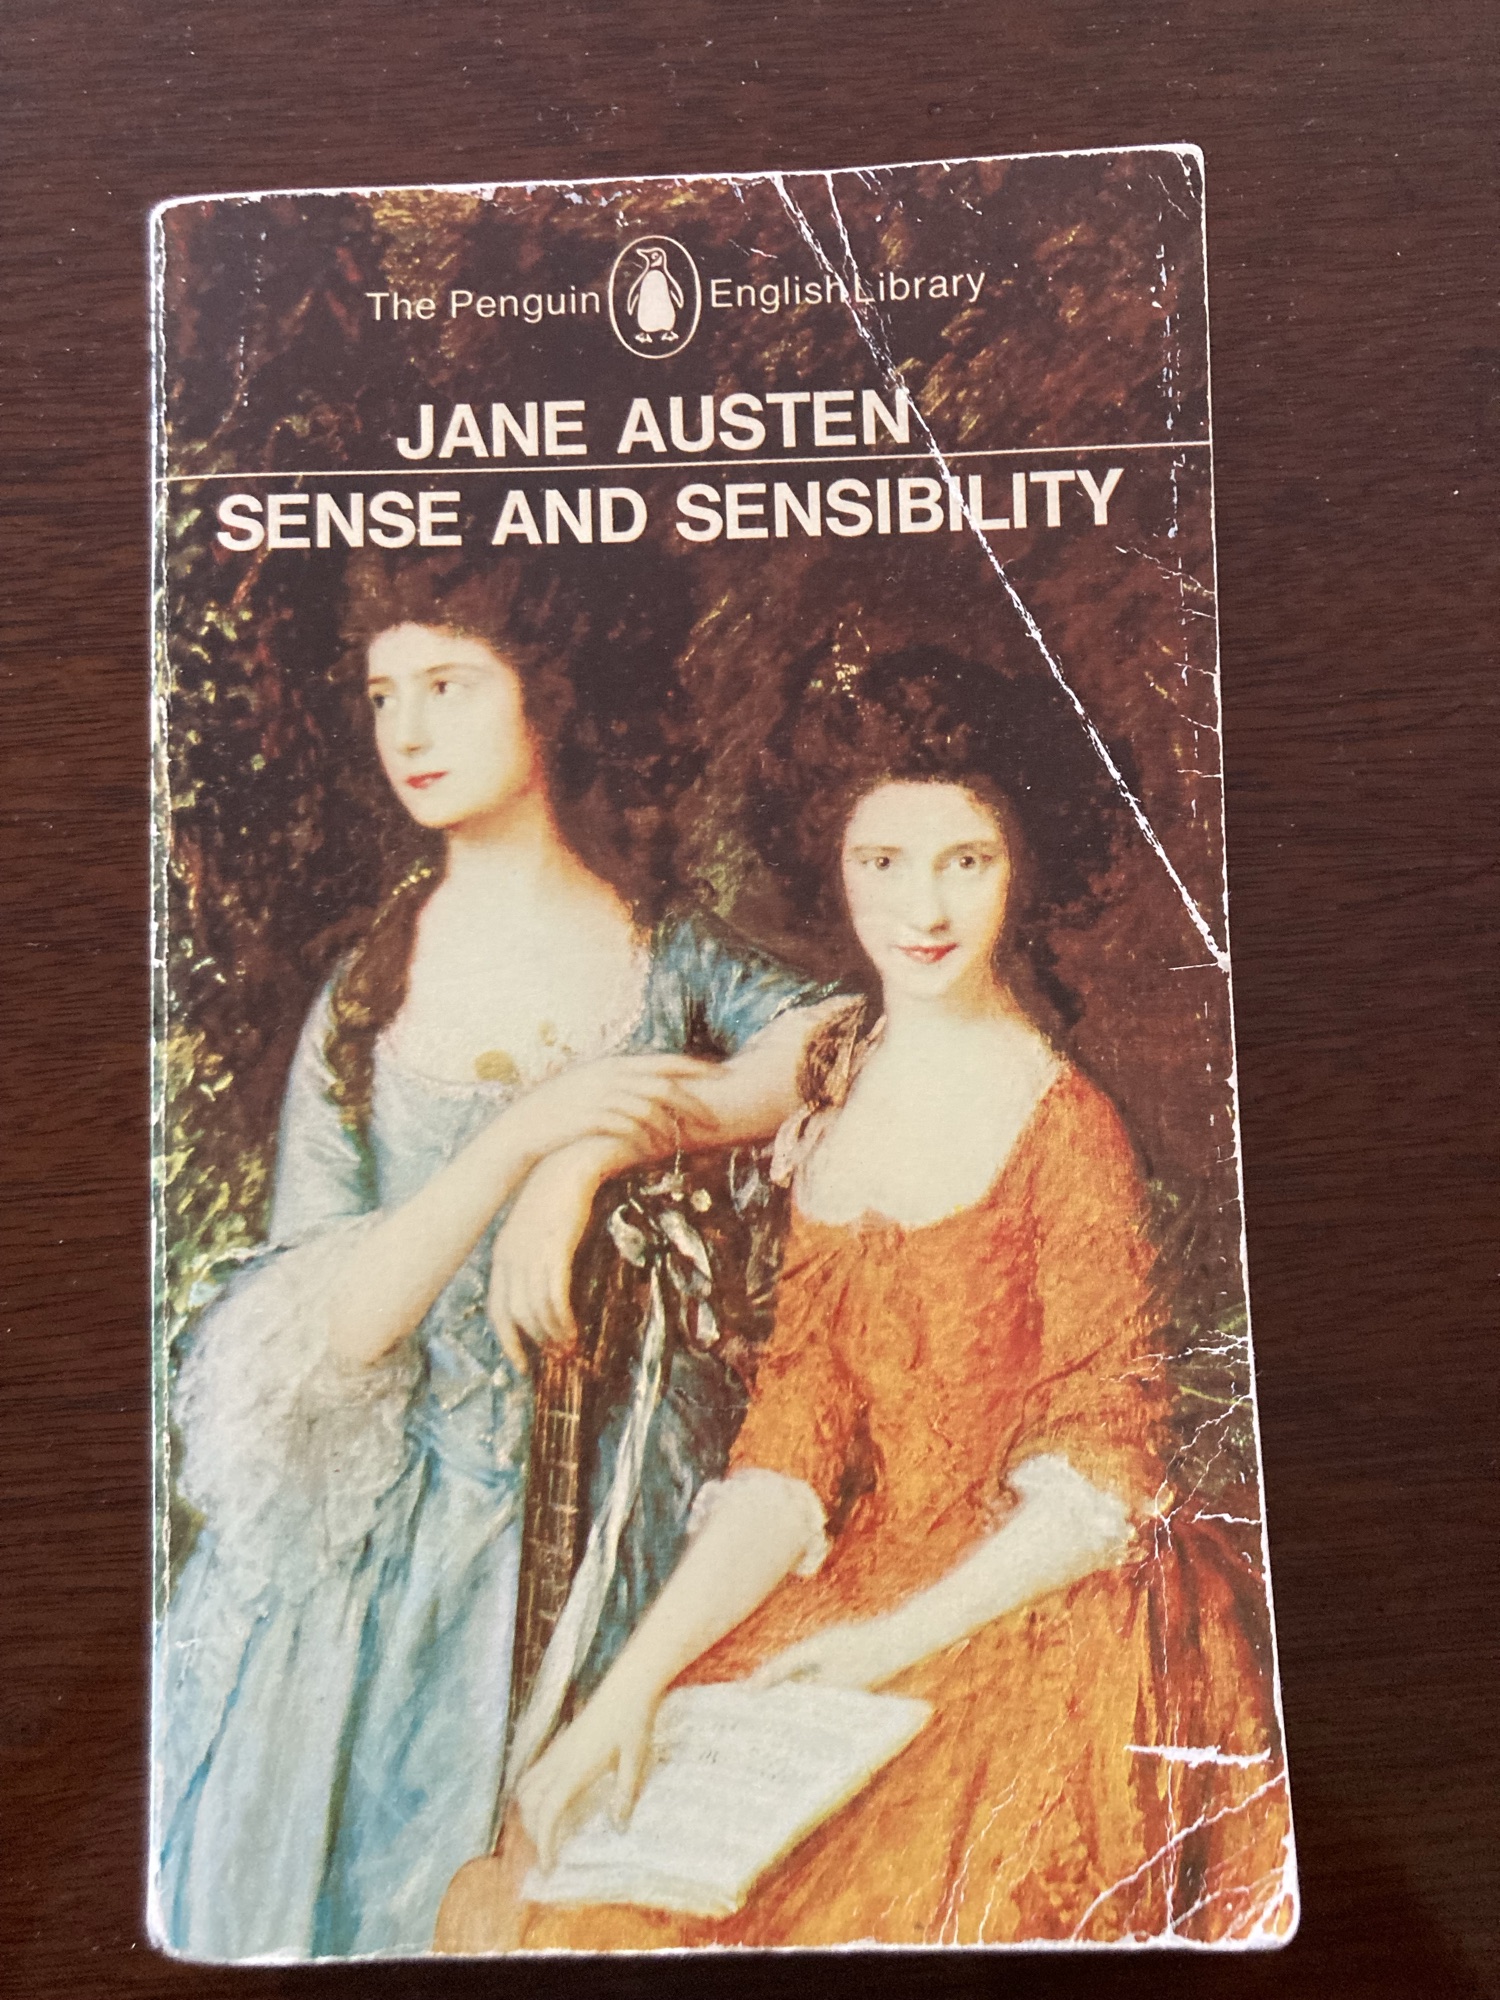 The Penguin English Library
JANE AUSTEN
SENSE AND SENSIBILITY